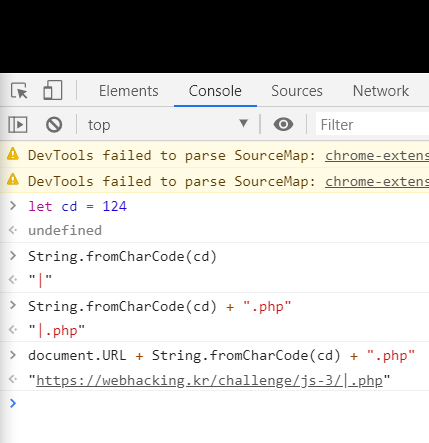 Elements Console Sources Network
top Filter
DevTools failed to parse SourceMap: chrome-extens
DevTools failed to parse SourceMap: chrome-extens
let cd = 124
undefined
String.fromCharCode(cd)
"|"
String.fromCharCode(cd) + ".php"
"|.php"
document.URL + String.fromCharCode(cd) + ".php"
"https://webhacking.kr/challenge/js-3/|.php"